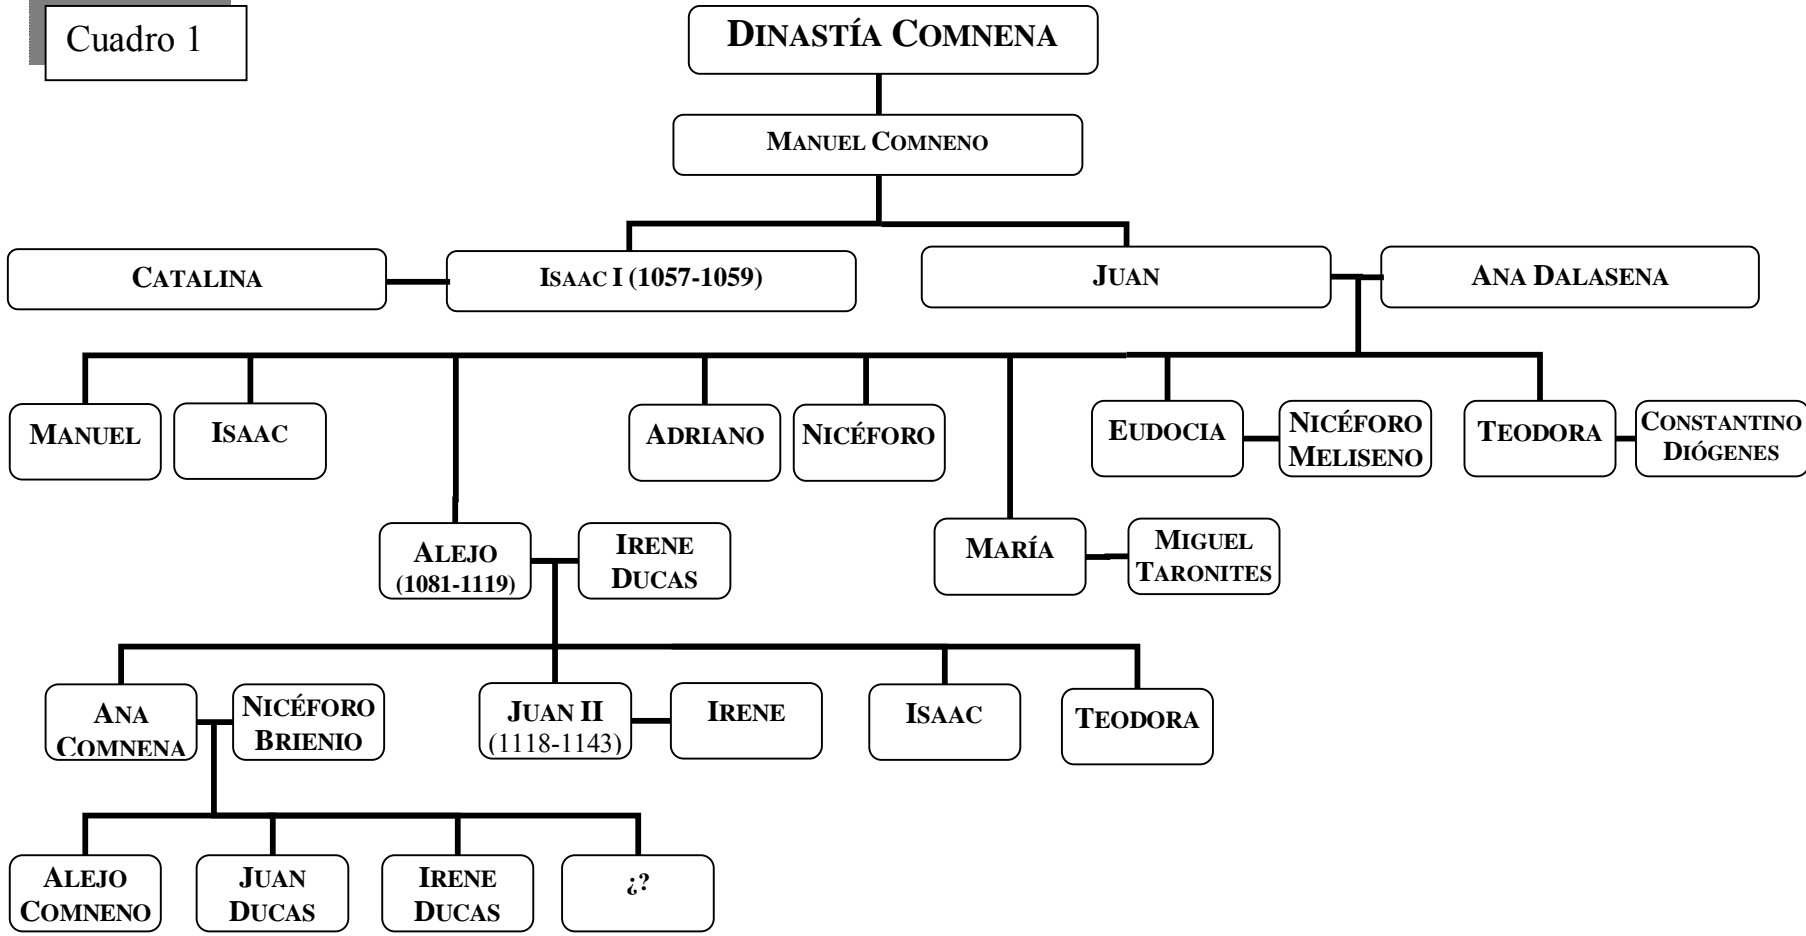 Cuadro 1
DINASTÍA COMNENA
MANUEL COMNENO
CATALINA
ISAAC I (1057-1059)
JUAN
ANA DALASENA
MANUEL
ISAAC
ADRIANO
NICÉFORO
EUDOCIA
NICÉFORO
MELISENO
TEODORA
CONSTANTINO
DIÓGENES
ALEJO
(1081-1119)
IRENE
DUCAS
MARÍA
MIGUEL
TARONITES
ANA
COMNENA
NICÉFORO
BRIENIO
JUAN II
(1118-1143)
IRENE
ISAAC
TEODORA
ALEJO
COMNENO
JUAN
DUCAS
IRENE
DUCAS
¿?